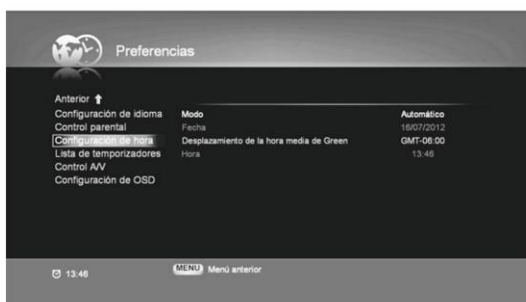 Preferencias
Anterior
Configuración de idioma
Control parental
Configuración de hora
Lista de temporizadores
Control A/V
Configuración de OSD
Modo Automático
Fecha 16/07/2012
Desplazamiento de la hora media de Green GMT-06:00
Hora 13:46
13:46
MENU Menú anterior